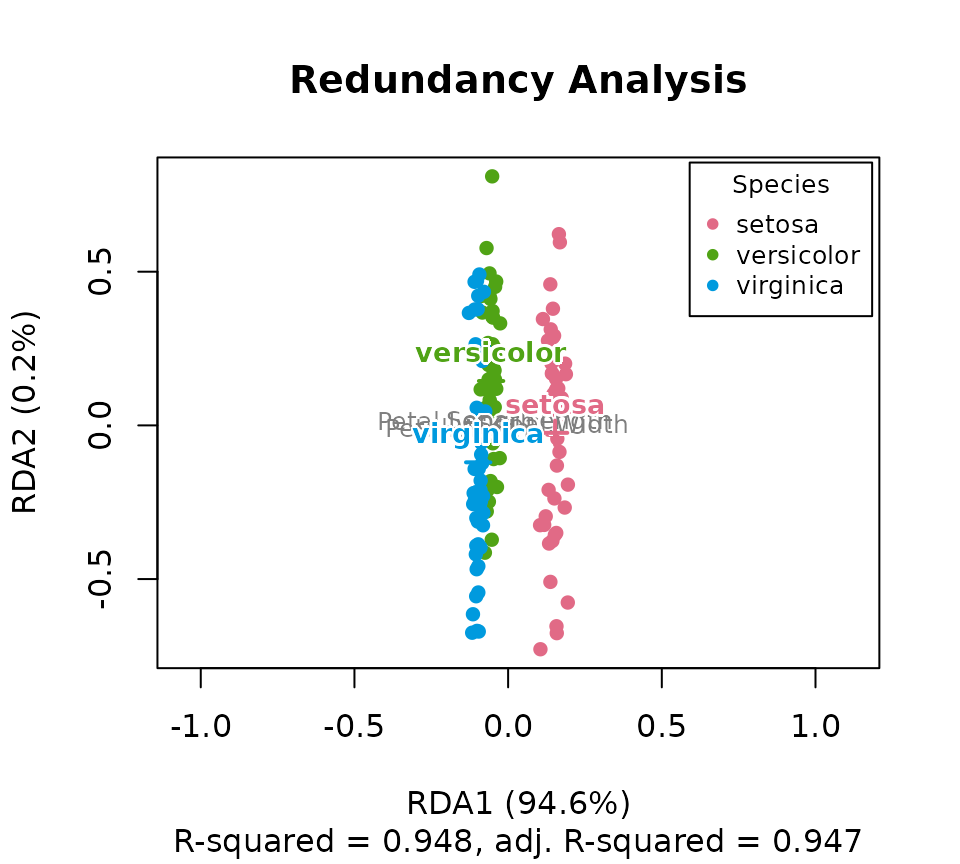 Redundancy Analysis
Species
setosa
versicolor
virginica
RDA2 (0.2%)
0.5
0.0
-0.5
versicolor
setosa
virginica
-1.0
-0.5
0.0
0.5
1.0
RDA1 (94.6%)
R-squared = 0.948, adj. R-squared = 0.947